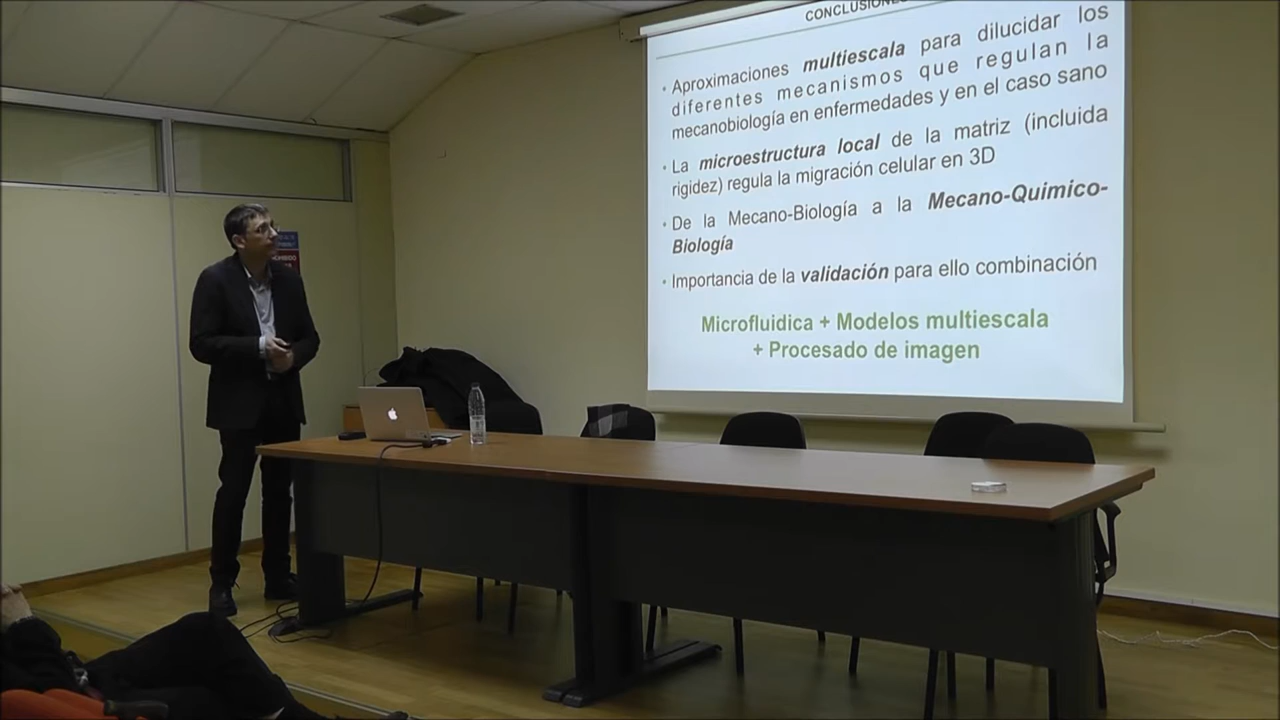 CONCLUSIONES
· Aproximaciones multiescala para dilucidar los
diferentes mecanismos que regulan la
mecanobiología en enfermedades y en el caso sano
· La microestructura local de la matriz (incluida
rigidez) regula la migración celular en 3D
· De la Mecano-Biología a la Mecano-Quimico-
Biología
· Importancia de la validación para ello combinación
Microfluidica + Modelos multiescala
+ Procesado de imagen